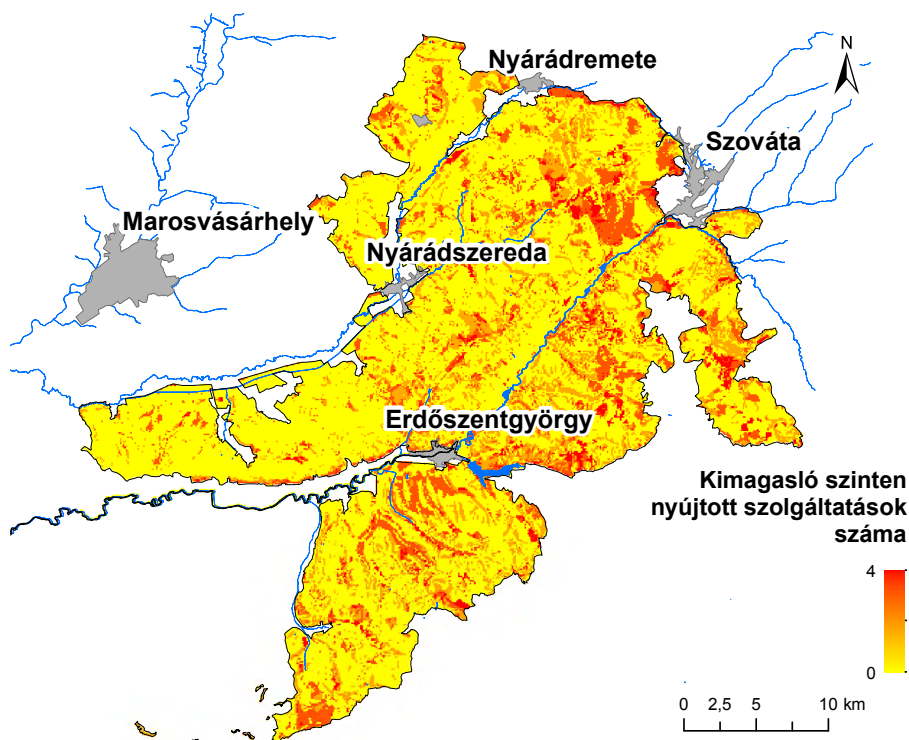 Nyárádremete
N
Szováta
Marosvásárhely
Nyárádszereda
Erdőszentgyörgy
Kimagasló szinten
nyújtott szolgáltatások
száma
4
0
0 2,5 5 10 km